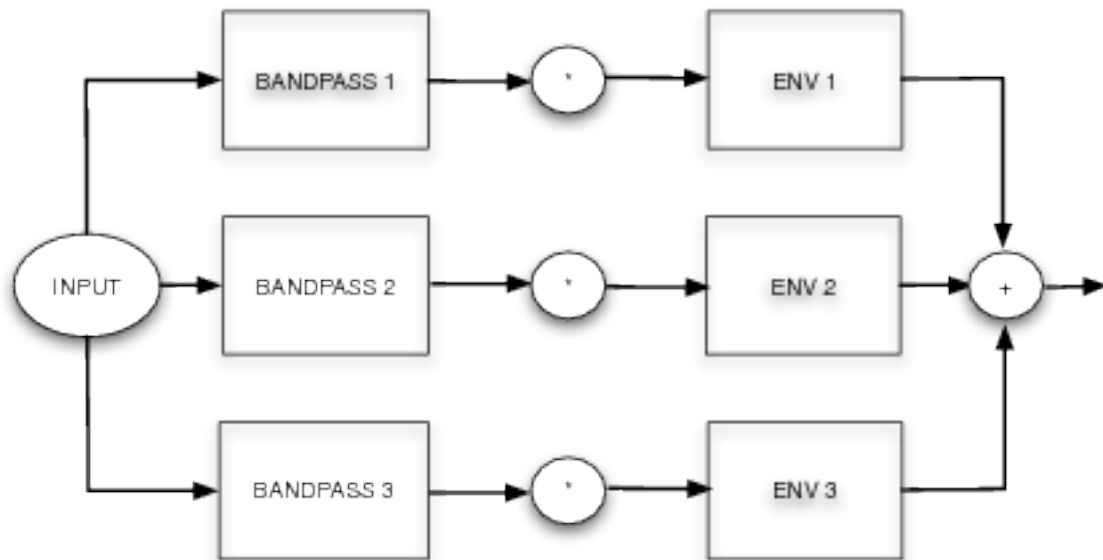 BANDPASS 1
*
ENV 1
INPUT
BANDPASS 2
*
ENV 2
+
BANDPASS 3
*
ENV 3